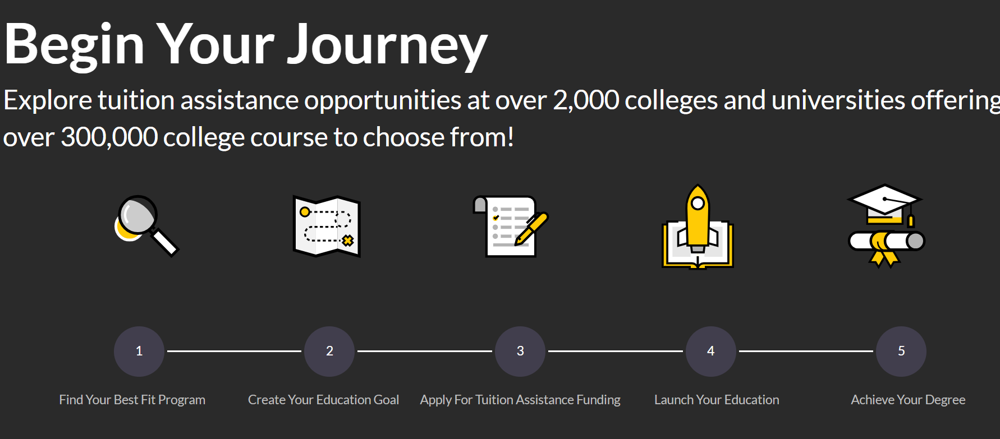 Begin Your Journey
Explore tuition assistance opportunities at over 2,000 colleges and universities offering
over 300,000 college course to choose from!
1
2
3
4
5
Find Your Best Fit Program
Create Your Education Goal
Apply For Tuition Assistance Funding
Launch Your Education
Achieve Your Degree